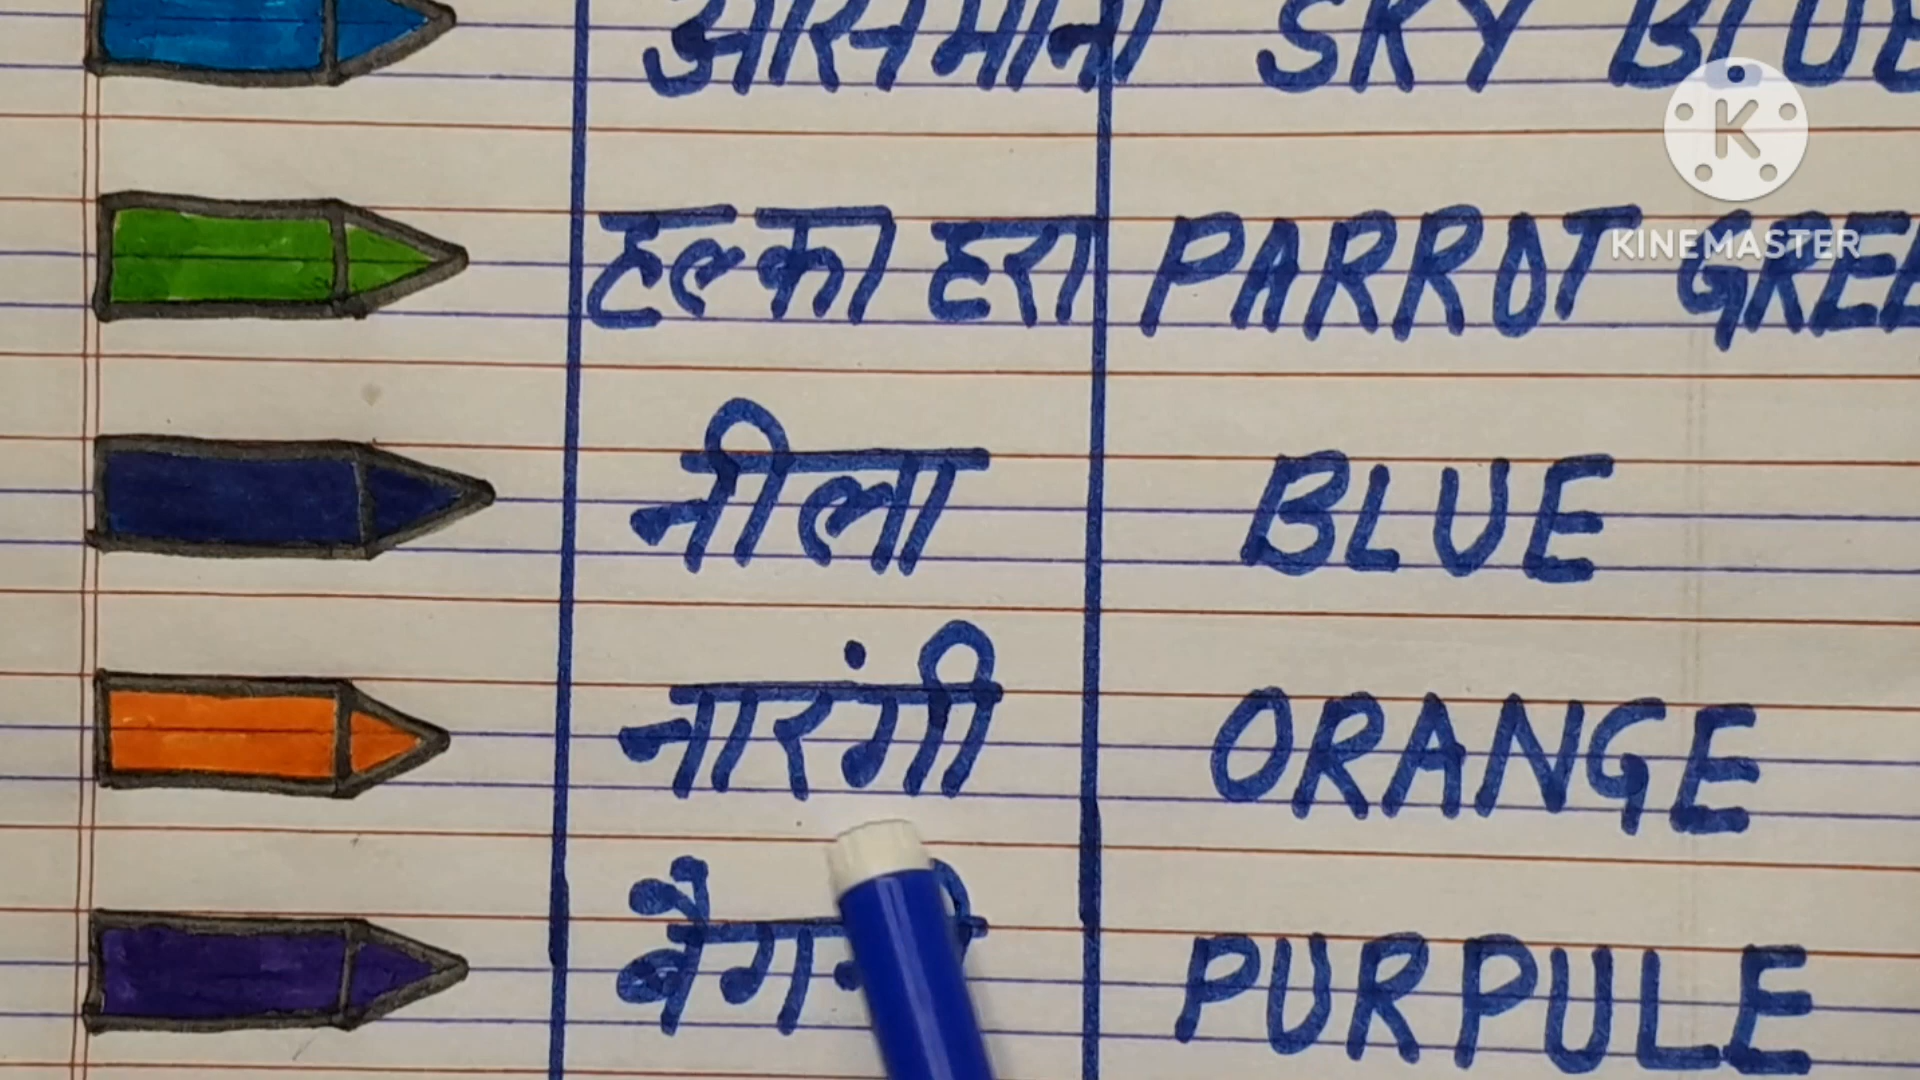 आसमानी SKY BLUE
हल्का हरा PARROT GREE
नीला BLUE
नारंगी ORANGE
PURPULE
K
KINEMASTER